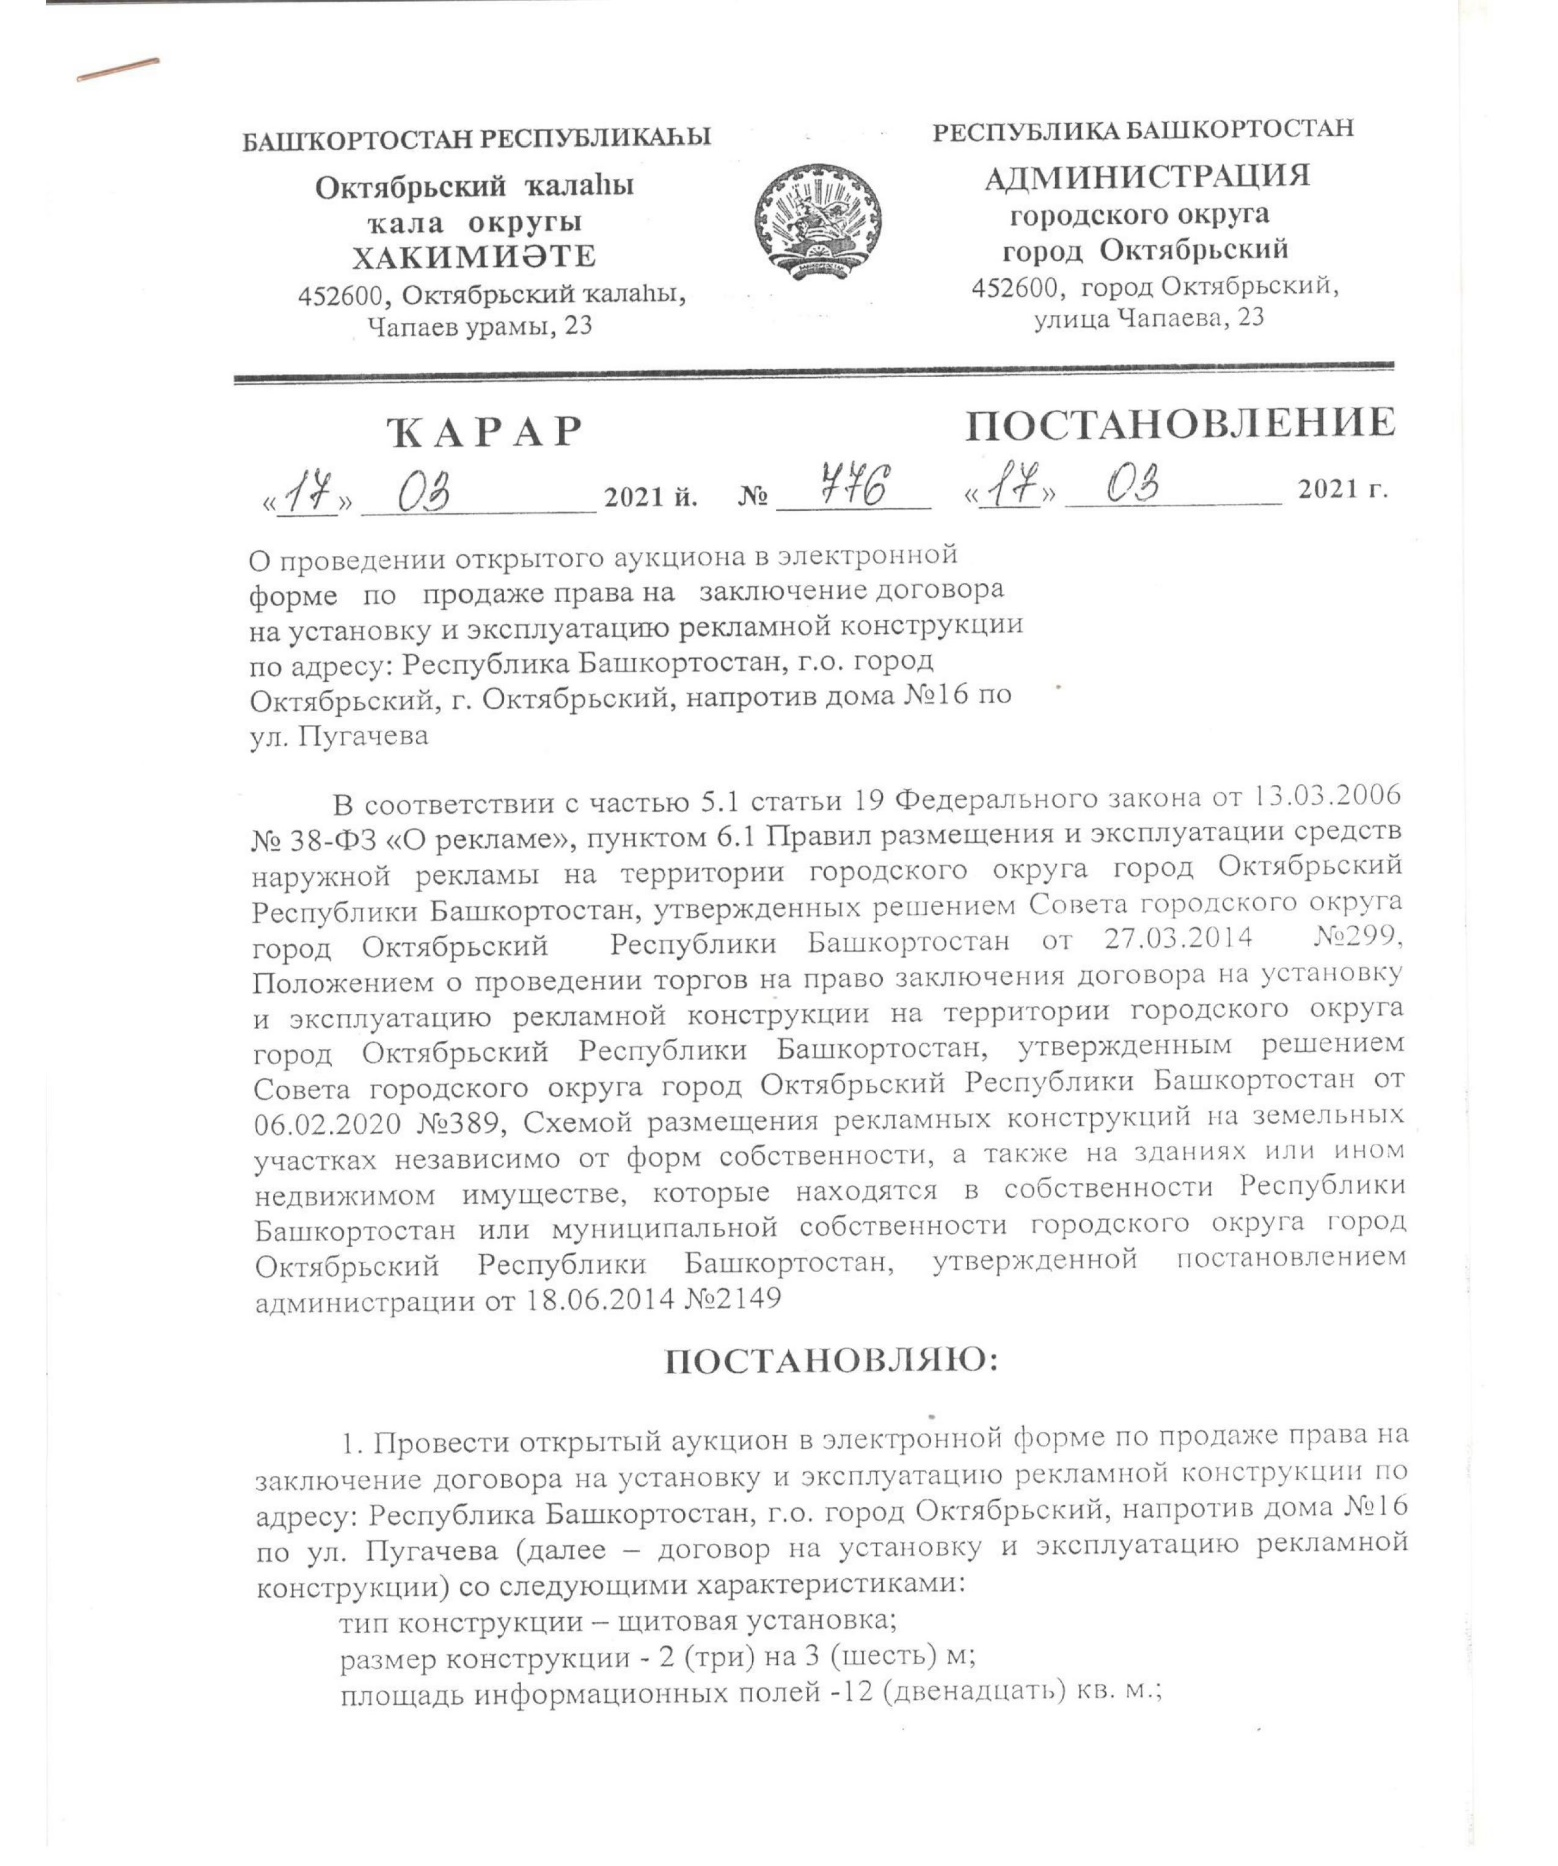 БАШҠОРТОСТАН РЕСПУБЛИКАҺЫ
Октябрьский ҡалаһы
ҡала округы
ХАКИМИӘТЕ
452600, Октябрьский ҡалаһы,
Чапаев урамы, 23
РЕСПУБЛИКА БАШКОРТОСТАН
АДМИНИСТРАЦИЯ
городского округа
город Октябрьский
452600, город Октябрьский,
улица Чапаева, 23
ҠАРАР
ПОСТАНОВЛЕНИЕ
«17» 03 2021 й. № 776 «17» 03 2021 г.
О проведении открытого аукциона в электронной
форме по продаже права на заключение договора
на установку и эксплуатацию рекламной конструкции
по адресу: Республика Башкортостан, г.о. город
Октябрьский, г. Октябрьский, напротив дома №16 по
ул. Пугачева
В соответствии с частью 5.1 статьи 19 Федерального закона от 13.03.2006
№ 38-ФЗ «О рекламе», пунктом 6.1 Правил размещения и эксплуатации средств
наружной рекламы на территории городского округа город Октябрьский
Республики Башкортостан, утвержденных решением Совета городского округа
город Октябрьский Республики Башкортостан от 27.03.2014 №299,
Положением о проведении торгов на право заключения договора на установку
и эксплуатацию рекламной конструкции на территории городского округа
город Октябрьский Республики Башкортостан, утвержденным решением
Совета городского округа город Октябрьский Республики Башкортостан от
06.02.2020 №389, Схемой размещения рекламных конструкций на земельных
участках независимо от форм собственности, а также на зданиях или ином
недвижимом имуществе, которые находятся в собственности Республики
Башкортостан или муниципальной собственности городского округа город
Октябрьский Республики Башкортостан, утвержденной постановлением
администрации от 18.06.2014 №2149
ПОСТАНОВЛЯЮ:
1. Провести открытый аукцион в электронной форме по продаже права на
заключение договора на установку и эксплуатацию рекламной конструкции по
адресу: Республика Башкортостан, г.о. город Октябрьский, напротив дома №16
по ул. Пугачева (далее – договор на установку и эксплуатацию рекламной
конструкции) со следующими характеристиками:
тип конструкции – щитовая установка;
размер конструкции - 2 (три) на 3 (шесть) м;
площадь информационных полей -12 (двенадцать) кв. м.;